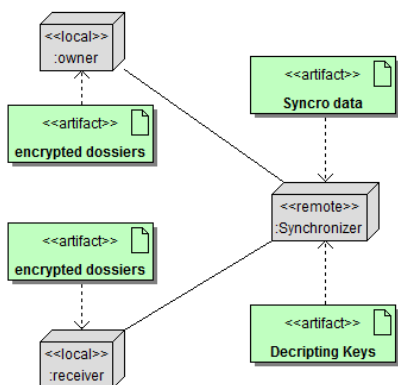 <<local>>
:owner
<<artifact>>
encrypted dossiers
<<artifact>>
Syncro data
<<artifact>>
encrypted dossiers
<<remote>>
:Synchronizer
<<local>>
:receiver
<<artifact>>
Decripting Keys